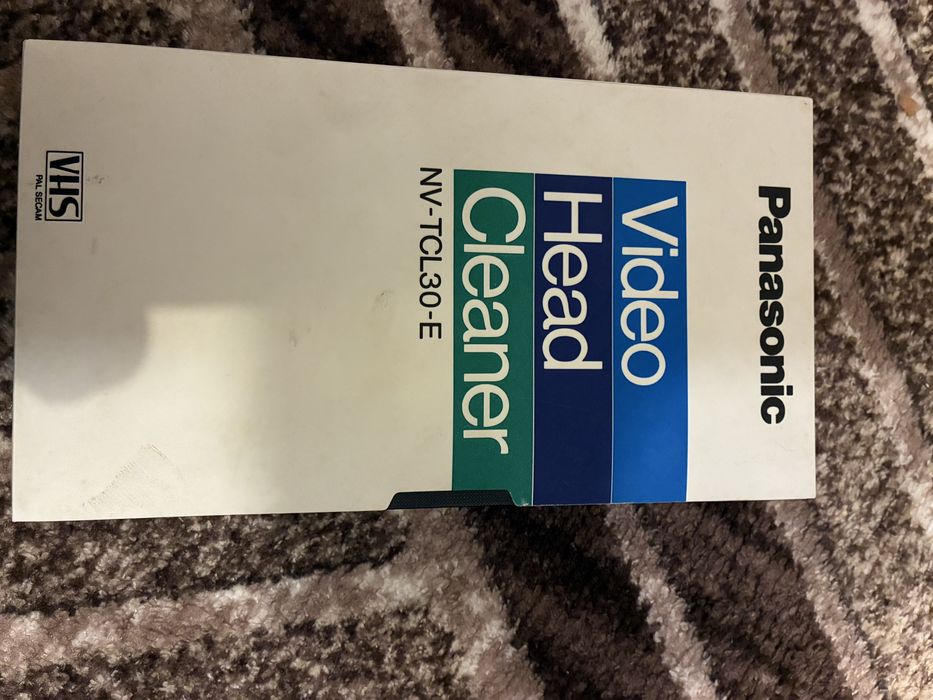 Panasonic
Video
Head
Cleaner
NV-TCL30-E
VHS
PAL SECAM